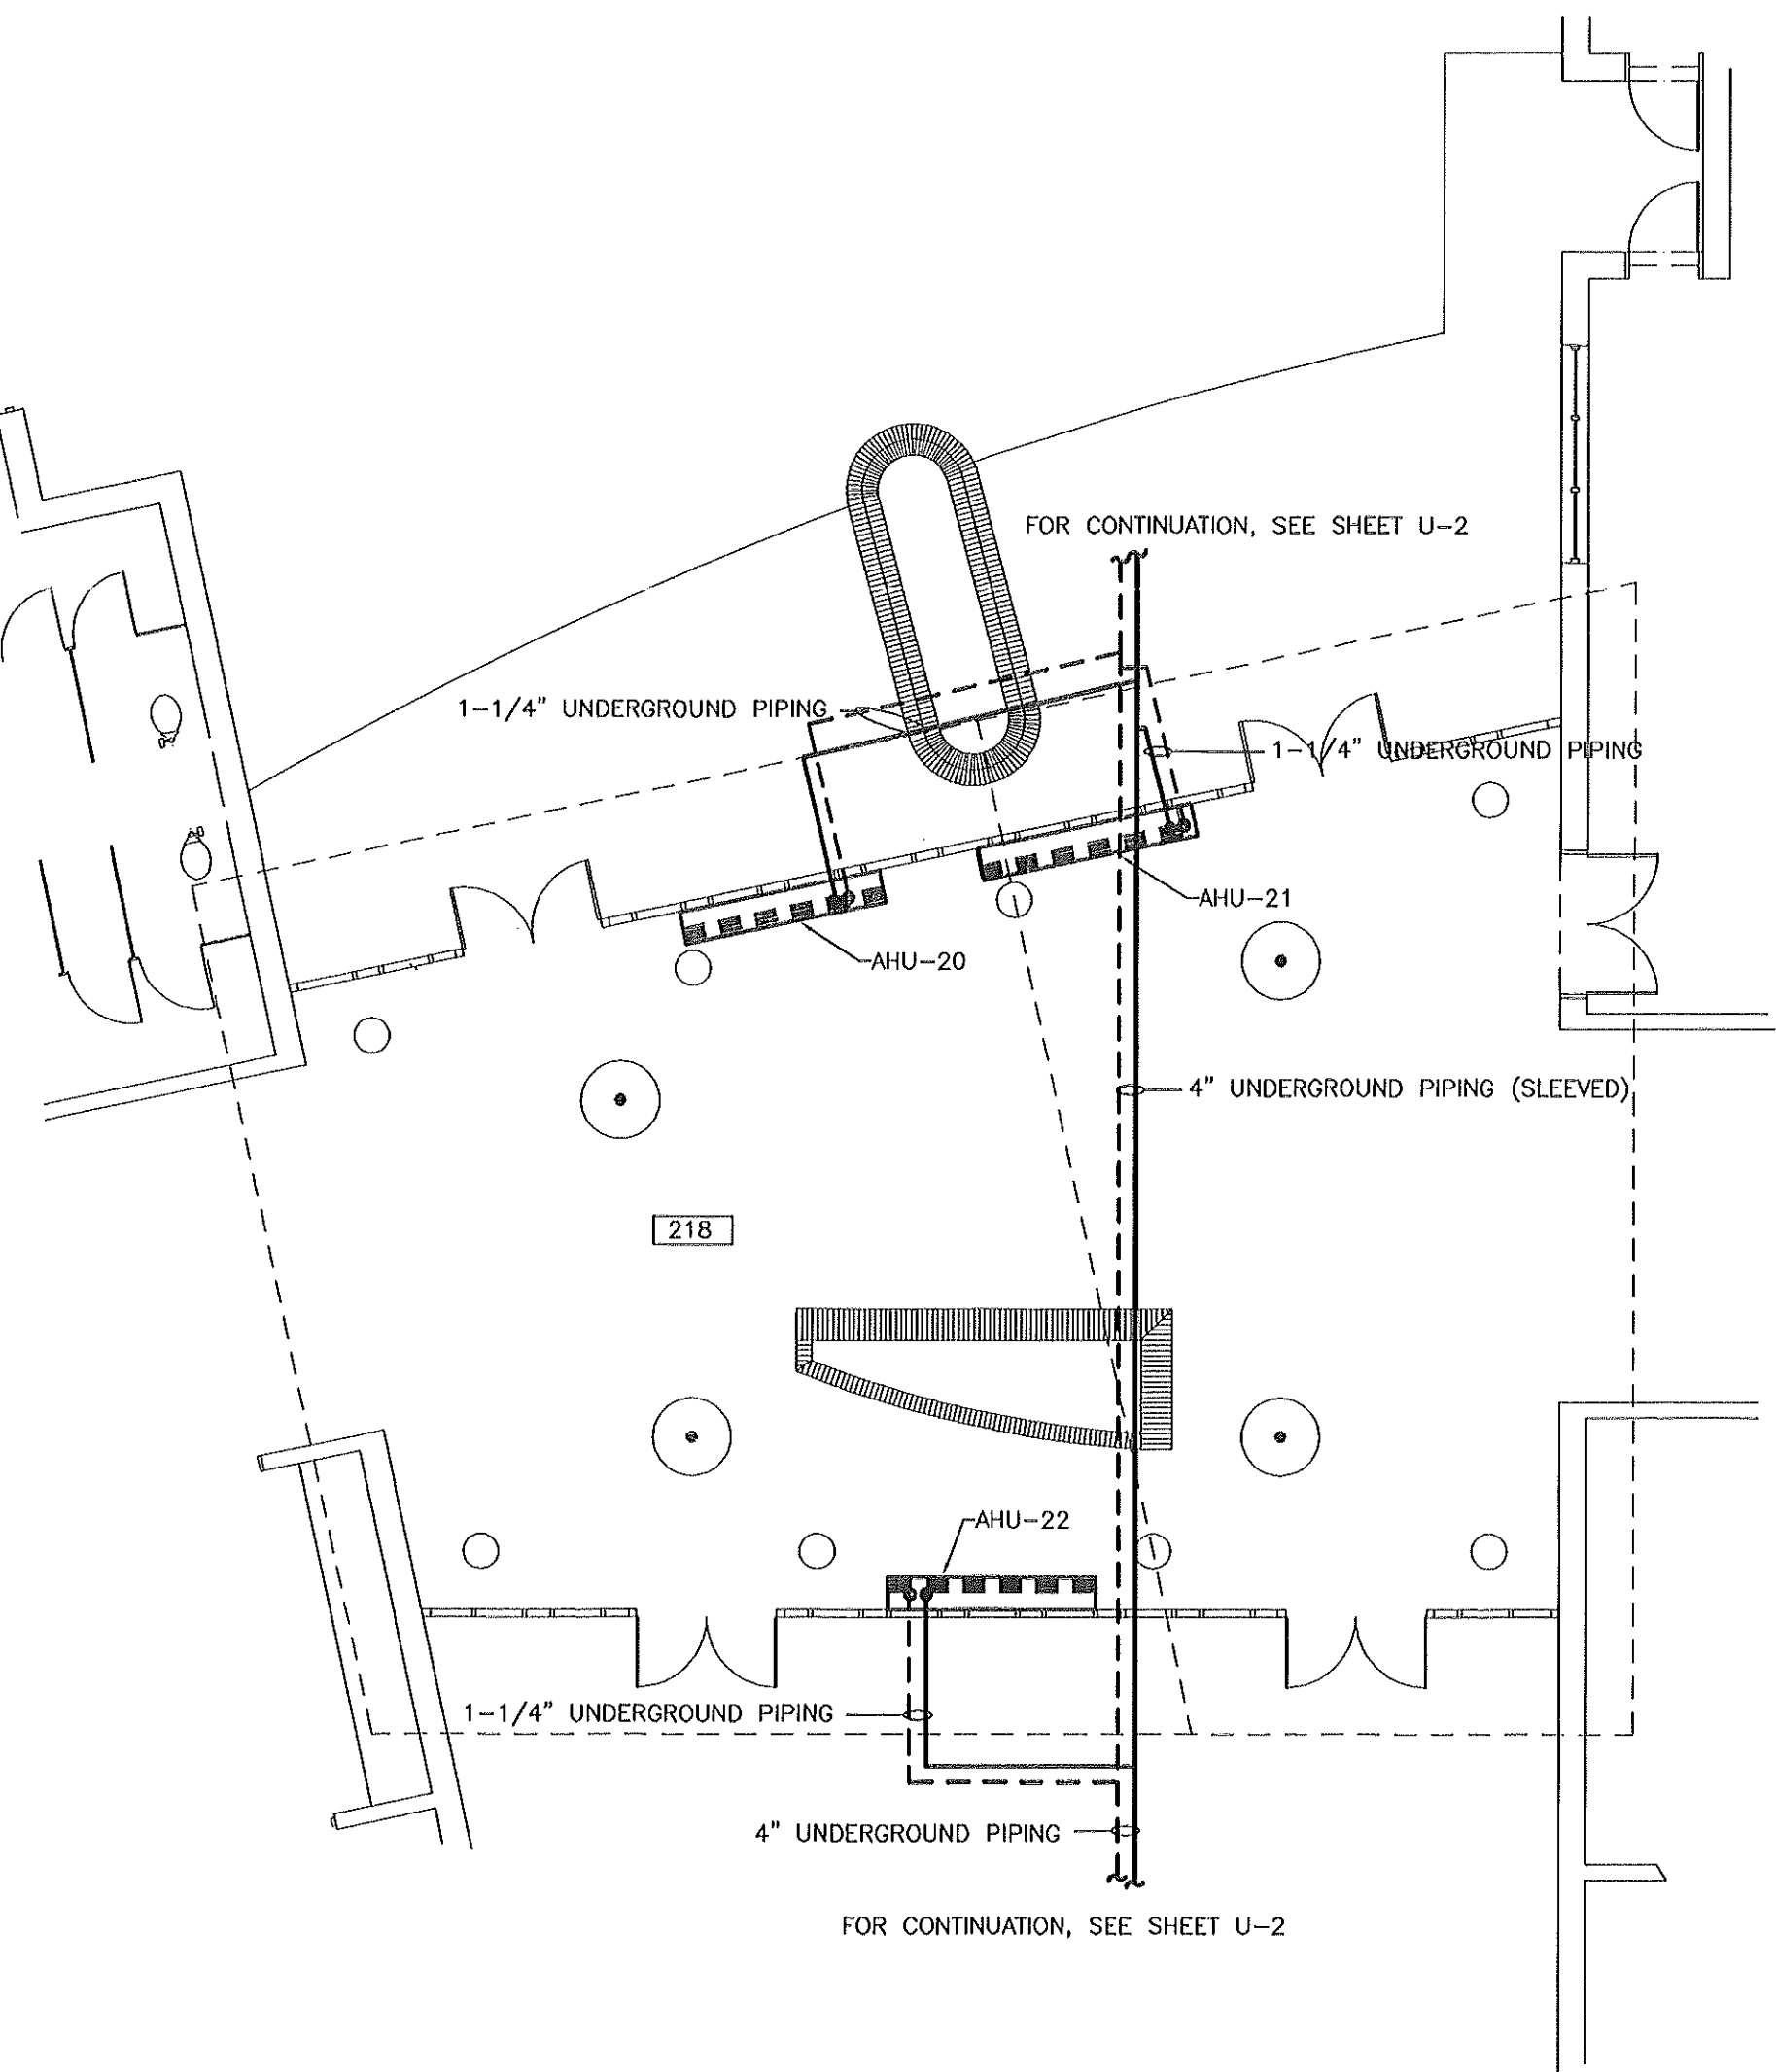 FOR CONTINUATION, SEE SHEET U-2
1-1/4" UNDERGROUND PIPING
1-1/4" UNDERGROUND PIPING
AHU-21
AHU-20
4" UNDERGROUND PIPING (SLEEVED)
218
AHU-22
1-1/4" UNDERGROUND PIPING
4" UNDERGROUND PIPING
FOR CONTINUATION, SEE SHEET U-2